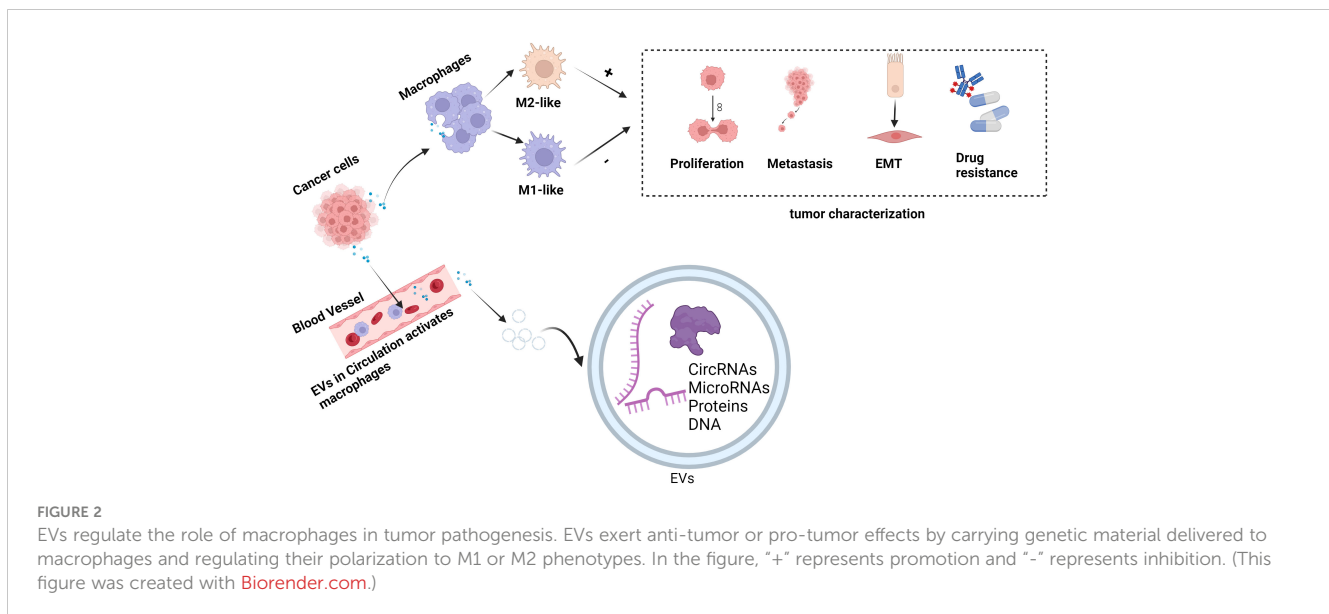 Macrophages
M2-like
+
M1-like
-
Cancer cells
8
Proliferation
Metastasis
EMT
Drug
resistance
tumor characterization
Blood Vessel
EVs in Circulation activates
macrophages
CircRNAs
MicroRNAs
Proteins
DNA
EVs
FIGURE 2
EVs regulate the role of macrophages in tumor pathogenesis. EVs exert anti-tumor or pro-tumor effects by carrying genetic material delivered to
macrophages and regulating their polarization to M1 or M2 phenotypes. In the figure, “+” represents promotion and “-” represents inhibition. (This
figure was created with Biorender.com.)